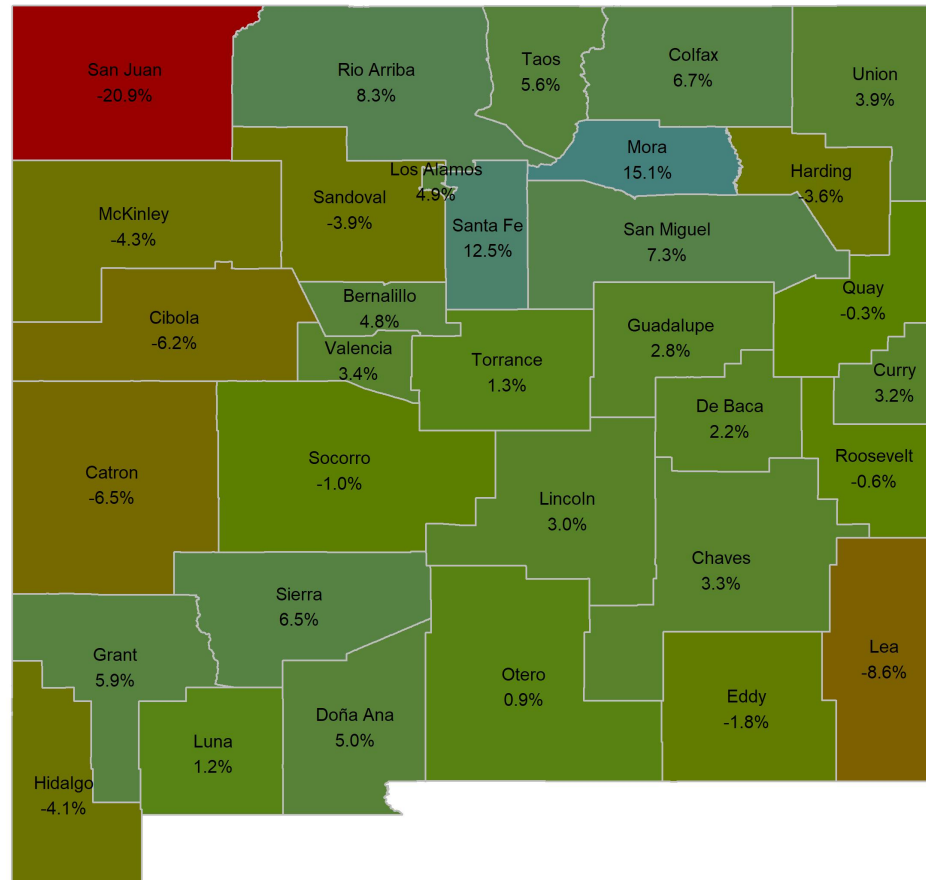 San Juan
-20.9%
Rio Arriba
8.3%
Taos
5.6%
Colfax
6.7%
Union
3.9%
Mora
15.1%
Harding
-3.6%
Los Alamos
4.9%
Sandoval
-3.9%
McKinley
-4.3%
Santa Fe
12.5%
San Miguel
7.3%
Quay
-0.3%
Bernalillo
4.8%
Cibola
-6.2%
Guadalupe
2.8%
Valencia
3.4%
Torrance
1.3%
Curry
3.2%
De Baca
2.2%
Roosevelt
-0.6%
Socorro
-1.0%
Catron
-6.5%
Lincoln
3.0%
Chaves
3.3%
Sierra
6.5%
Grant
5.9%
Lea
-8.6%
Otero
0.9%
Eddy
-1.8%
Doña Ana
5.0%
Luna
1.2%
Hidalgo
-4.1%